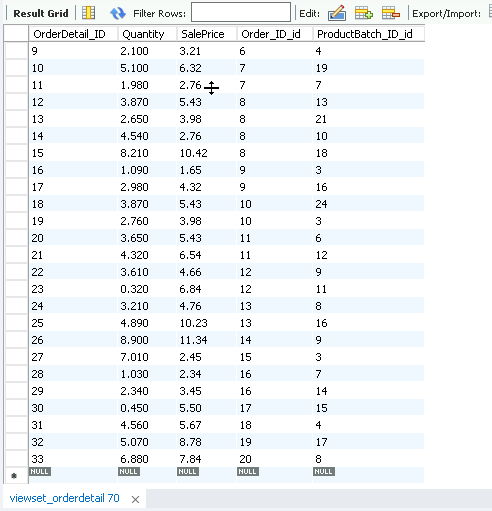 Result Grid Filter Rows: Edit: Export/Import:
OrderDetail_ID Quantity SalePrice Order_ID_id ProductBatch_ID_id
9 2.100 3.21 6 4
10 5.100 6.32 7 19
11 1.980 2.76 7 7
12 3.870 5.43 8 13
13 2.650 3.98 8 21
14 4.540 2.76 8 10
15 8.210 10.42 8 18
16 1.090 1.65 9 3
17 2.980 4.32 9 16
18 3.870 5.43 10 24
19 2.760 3.98 10 3
20 3.650 5.43 11 6
21 4.320 6.54 11 12
22 3.610 4.66 12 9
23 0.320 6.84 12 11
24 3.210 4.76 13 8
25 4.890 10.23 13 16
26 8.900 11.34 14 9
27 7.010 2.45 15 3
28 1.030 2.34 16 7
29 2.340 3.45 16 14
30 0.450 5.50 17 15
31 4.560 5.67 18 4
32 5.070 8.78 19 17
33 6.880 7.84 20 8
NULL NULL NULL NULL NULL
viewset_orderdetail 70